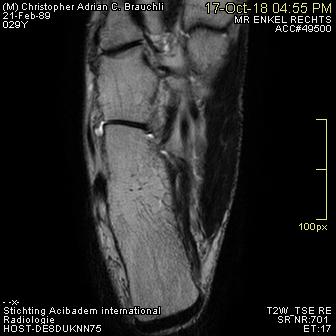 (M) Christopher Adrian C. Brauchli
21-Feb-89
029Y
17-Oct-18 04:55 PM
MR ENKEL RECHTS
ACC#49500
100px
--x-
Stichting Acibadem international
Radiologie
HOST-DE8DUKNN75
T2W_TSE RE
SR NR:701
ET:17